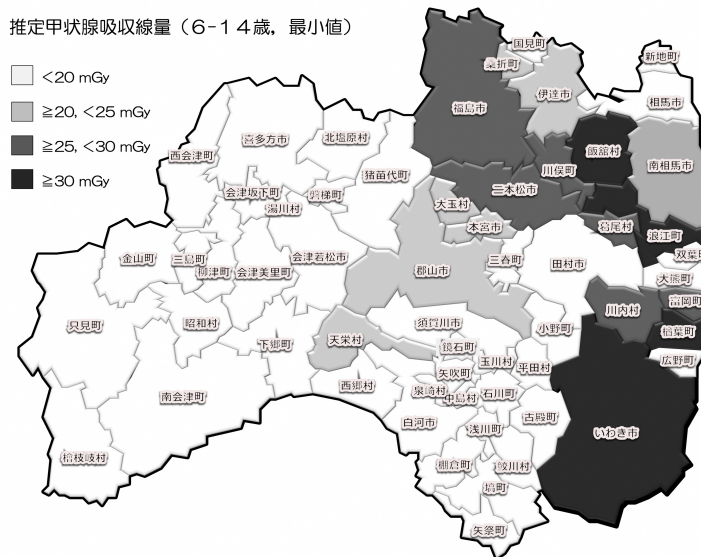 推定甲状腺吸収線量（6-14歳，最小値）
<20 mGy
≧20, <25 mGy
≧25, <30 mGy
≧30 mGy
国見町
桑折町
新地町
伊達市
相馬市
福島市
喜多方市
北塩原村
飯舘村
西会津町
南相馬市
川俣町
猪苗代町
二本松市
会津坂下町
磐梯町
湯川村
大玉村
本宮市
葛尾村
浪江町
金山町
三島町
会津若松市
三春町
双葉町
柳津町
会津美里町
郡山市
田村市
大熊町
富岡町
川内村
只見町
昭和村
須賀川市
小野町
楢葉町
下郷町
天栄村
鏡石町
玉川村
広野町
平田村
矢吹町
西郷村
泉崎村
中島村
石川町
南会津町
白河市
古殿町
浅川町
いわき市
檜枝岐村
棚倉町
鮫川村
塙町
矢祭町